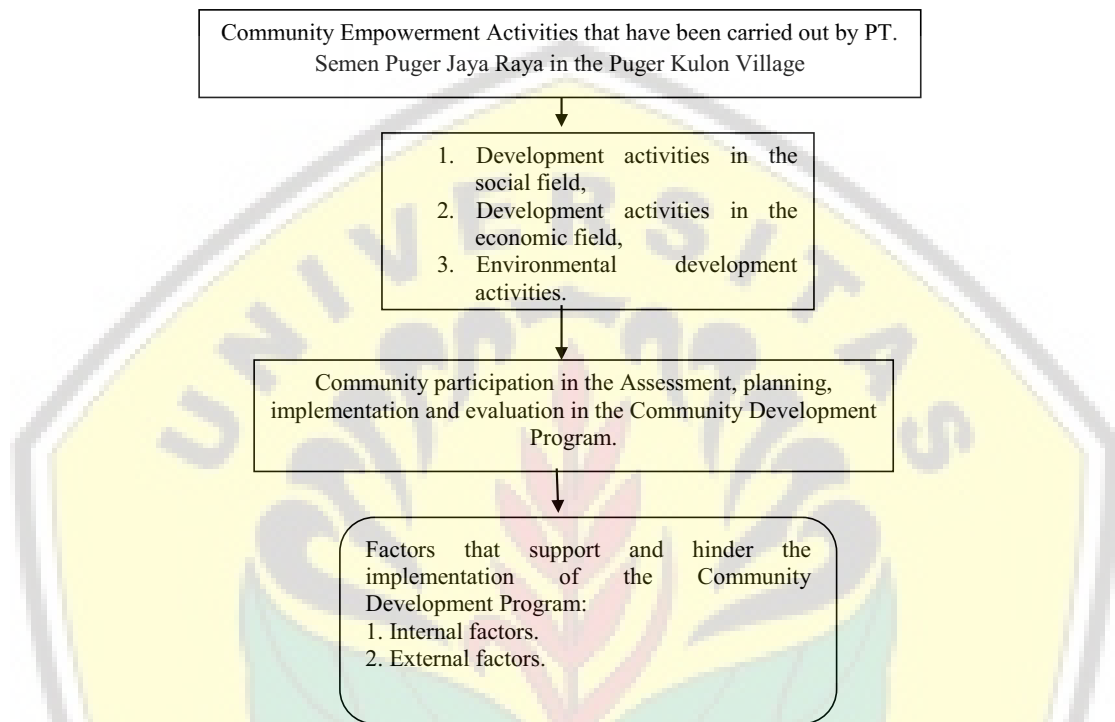 Community Empowerment Activities that have been carried out by PT.
Semen Puger Jaya Raya in the Puger Kulon Village
1. Development activities in the
social field,
2. Development activities in the
economic field,
3. Environmental development
activities.
Community participation in the Assessment, planning,
implementation and evaluation in the Community Development
Program.
Factors that support and hinder the
implementation of the Community
Development Program:
1. Internal factors.
2. External factors.
UNIVERSITAS